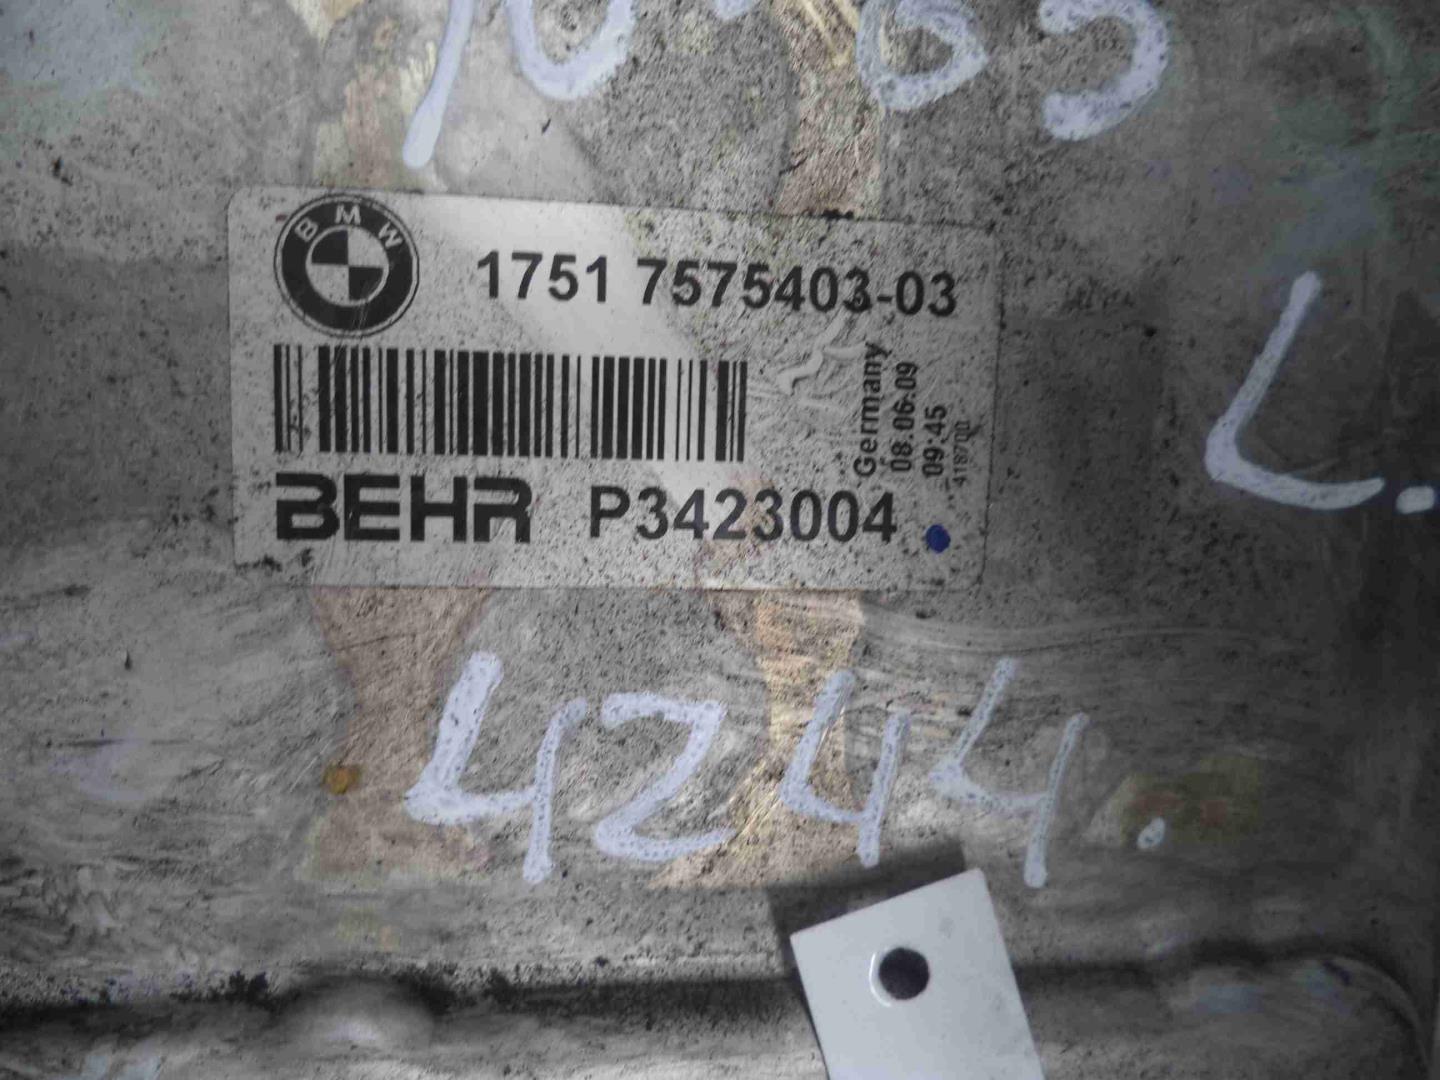 BMW
1751 7575403-03
Germany
08.06.09
09:45
418700
BEHR P3423004
L.
4244.